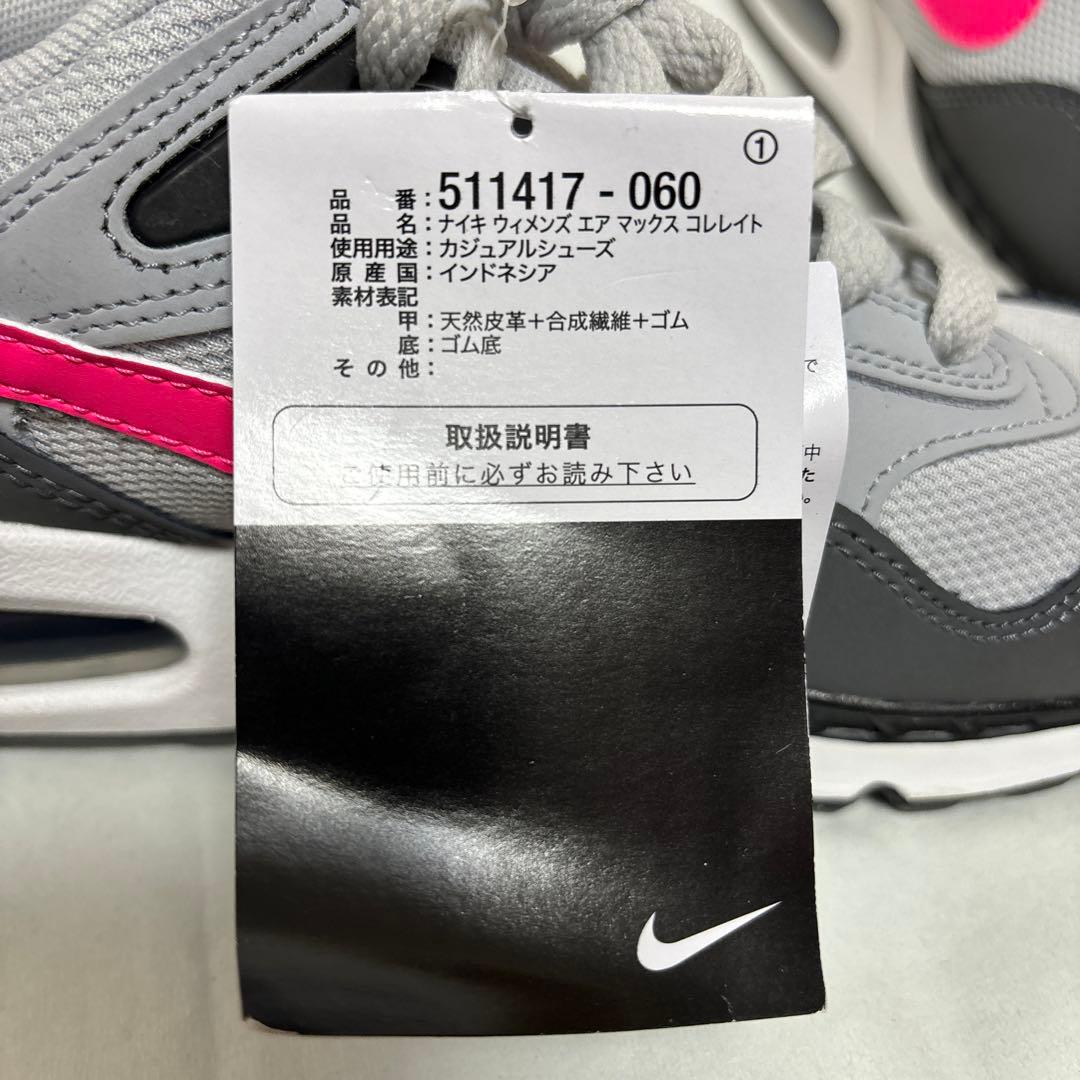 ①
品番：511417 - 060
品名：ナイキ ウィメンズ エア マックス コレレイト
使用用途：カジュアルシューズ
原産国：インドネシア
素材表記
甲：天然皮革＋合成繊維＋ゴム
底：ゴム底
その他：
取扱説明書
ご使用前に必ずお読み下さい
で
中
た
。